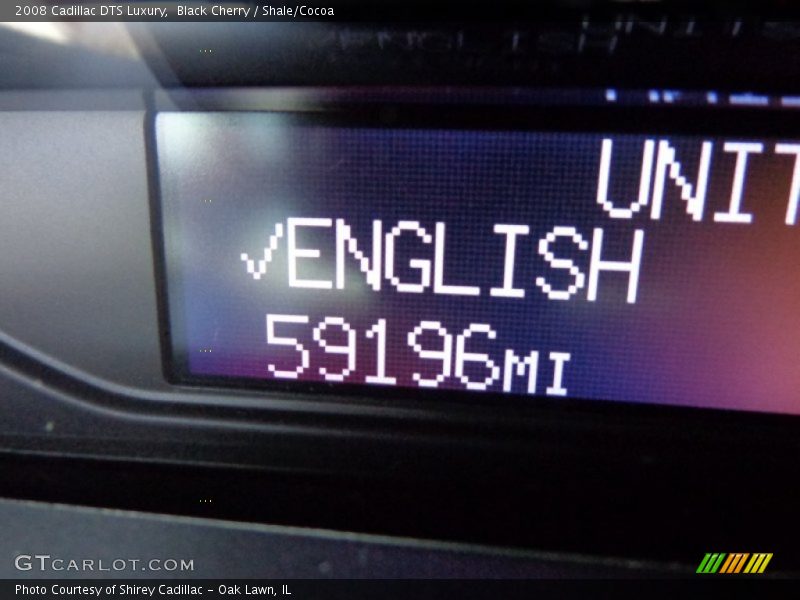 2008 Cadillac DTS Luxury,  Black Cherry / Shale/Cocoa
UNIT
✓ENGLISH
59196MI
GTCARLOT.COM
Photo Courtesy of Shirey Cadillac - Oak Lawn, IL